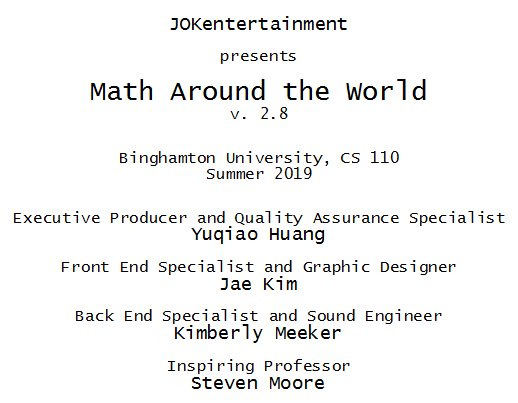 JOKentertainment
presents
Math Around the World
v. 2.8
Binghamton University, CS 110
Summer 2019
Executive Producer and Quality Assurance Specialist
Yuqiao Huang
Front End Specialist and Graphic Designer
Jae Kim
Back End Specialist and Sound Engineer
Kimberly Meeker
Inspiring Professor
Steven Moore